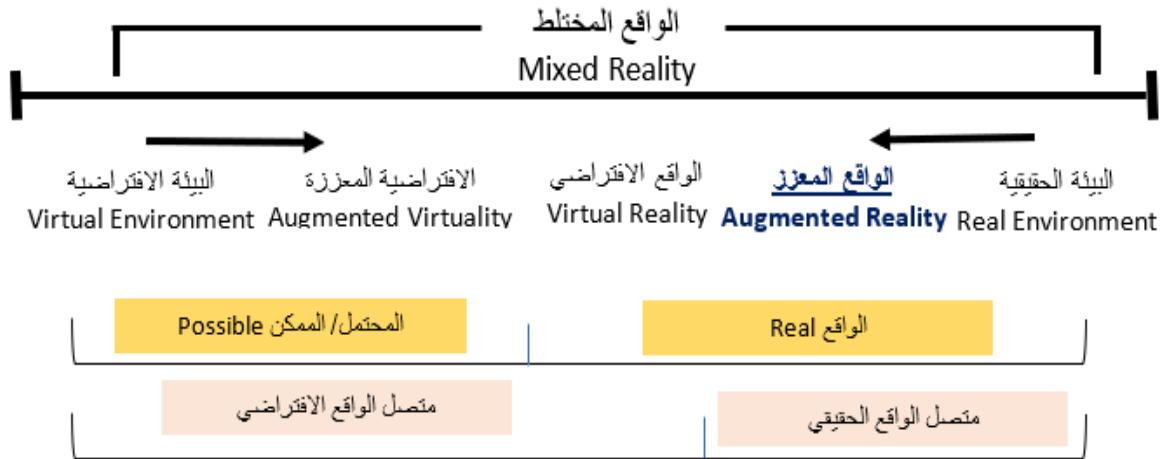 الواقع المختلط
Mixed Reality
البيئة الحقيقية
Real Environment
الواقع المعزز
Augmented Reality
الواقع الافتراضي
Virtual Reality
الافتراضية المعززة
Augmented Virtuality
البيئة الافتراضية
Virtual Environment
الواقع Real
المحتمل/ الممكن Possible
متصل الواقع الحقيقي
متصل الواقع الافتراضي